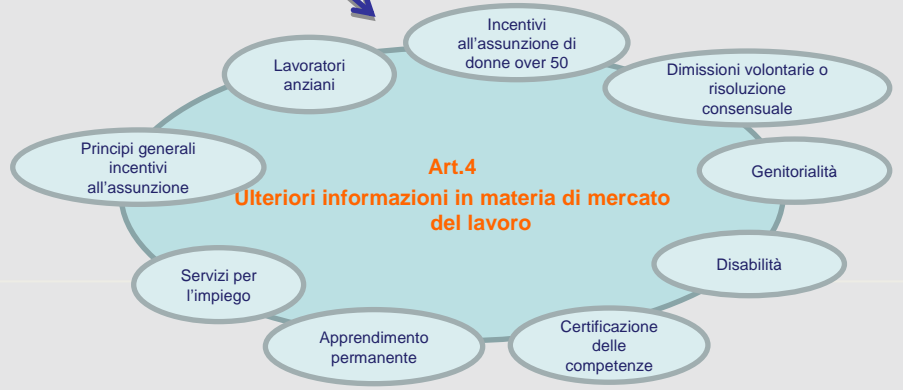 Incentivi
all'assunzione di
donne over 50
Lavoratori
anziani
Dimissioni volontarie o
risoluzione
consensuale
Principi generali
incentivi
all'assunzione
Art.4
Ulteriori informazioni in materia di mercato
del lavoro
Genitorialità
Disabilità
Servizi per
l'impiego
Apprendimento
permanente
Certificazione
delle
competenze